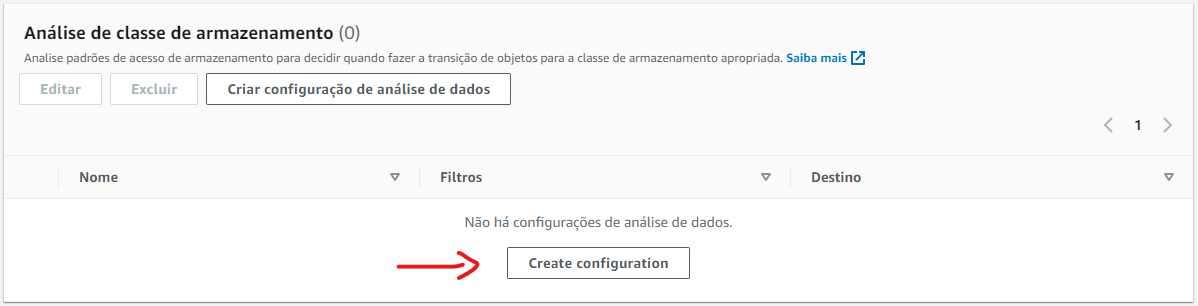 Análise de classe de armazenamento (0)
Analise padrões de acesso de armazenamento para decidir quando fazer a transição de objetos para a classe de armazenamento apropriada. Saiba mais
Editar Excluir Criar configuração de análise de dados
1
Nome Filtros Destino
Não há configurações de análise de dados.
Create configuration